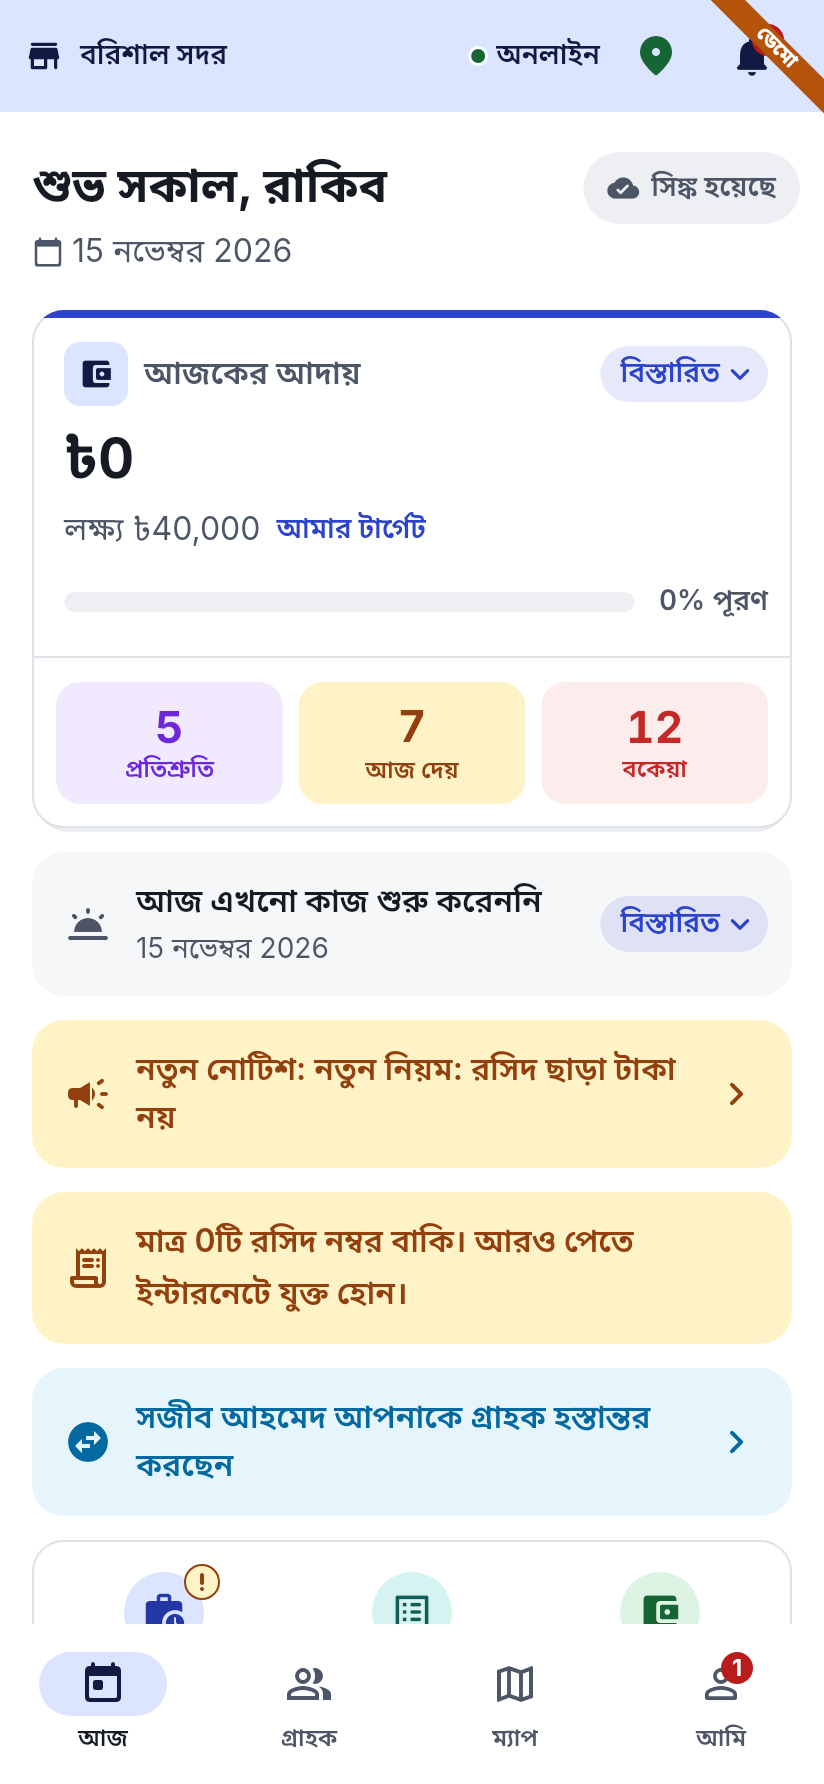 বরিশাল সদর
অনলাইন
ডেমো
শুভ সকাল, রাকিব
সিঙ্ক হয়েছে
15 নভেম্বর 2026
আজকের আদায়
বিস্তারিত
৳0
লক্ষ্য ৳40,000 আমার টার্গেট
0% পূরণ
5
প্রতিশ্রুতি
7
আজ দেয়
12
বকেয়া
আজ এখনো কাজ শুরু করেননি
15 নভেম্বর 2026
বিস্তারিত
নতুন নোটিশ: নতুন নিয়ম: রসিদ ছাড়া টাকা
নয়
মাত্র 0টি রসিদ নম্বর বাকি। আরও পেতে
ইন্টারনেটে যুক্ত হোন।
সজীব আহমেদ আপনাকে গ্রাহক হস্তান্তর
করছেন
!
1
আজ
গ্রাহক
ম্যাপ
আমি